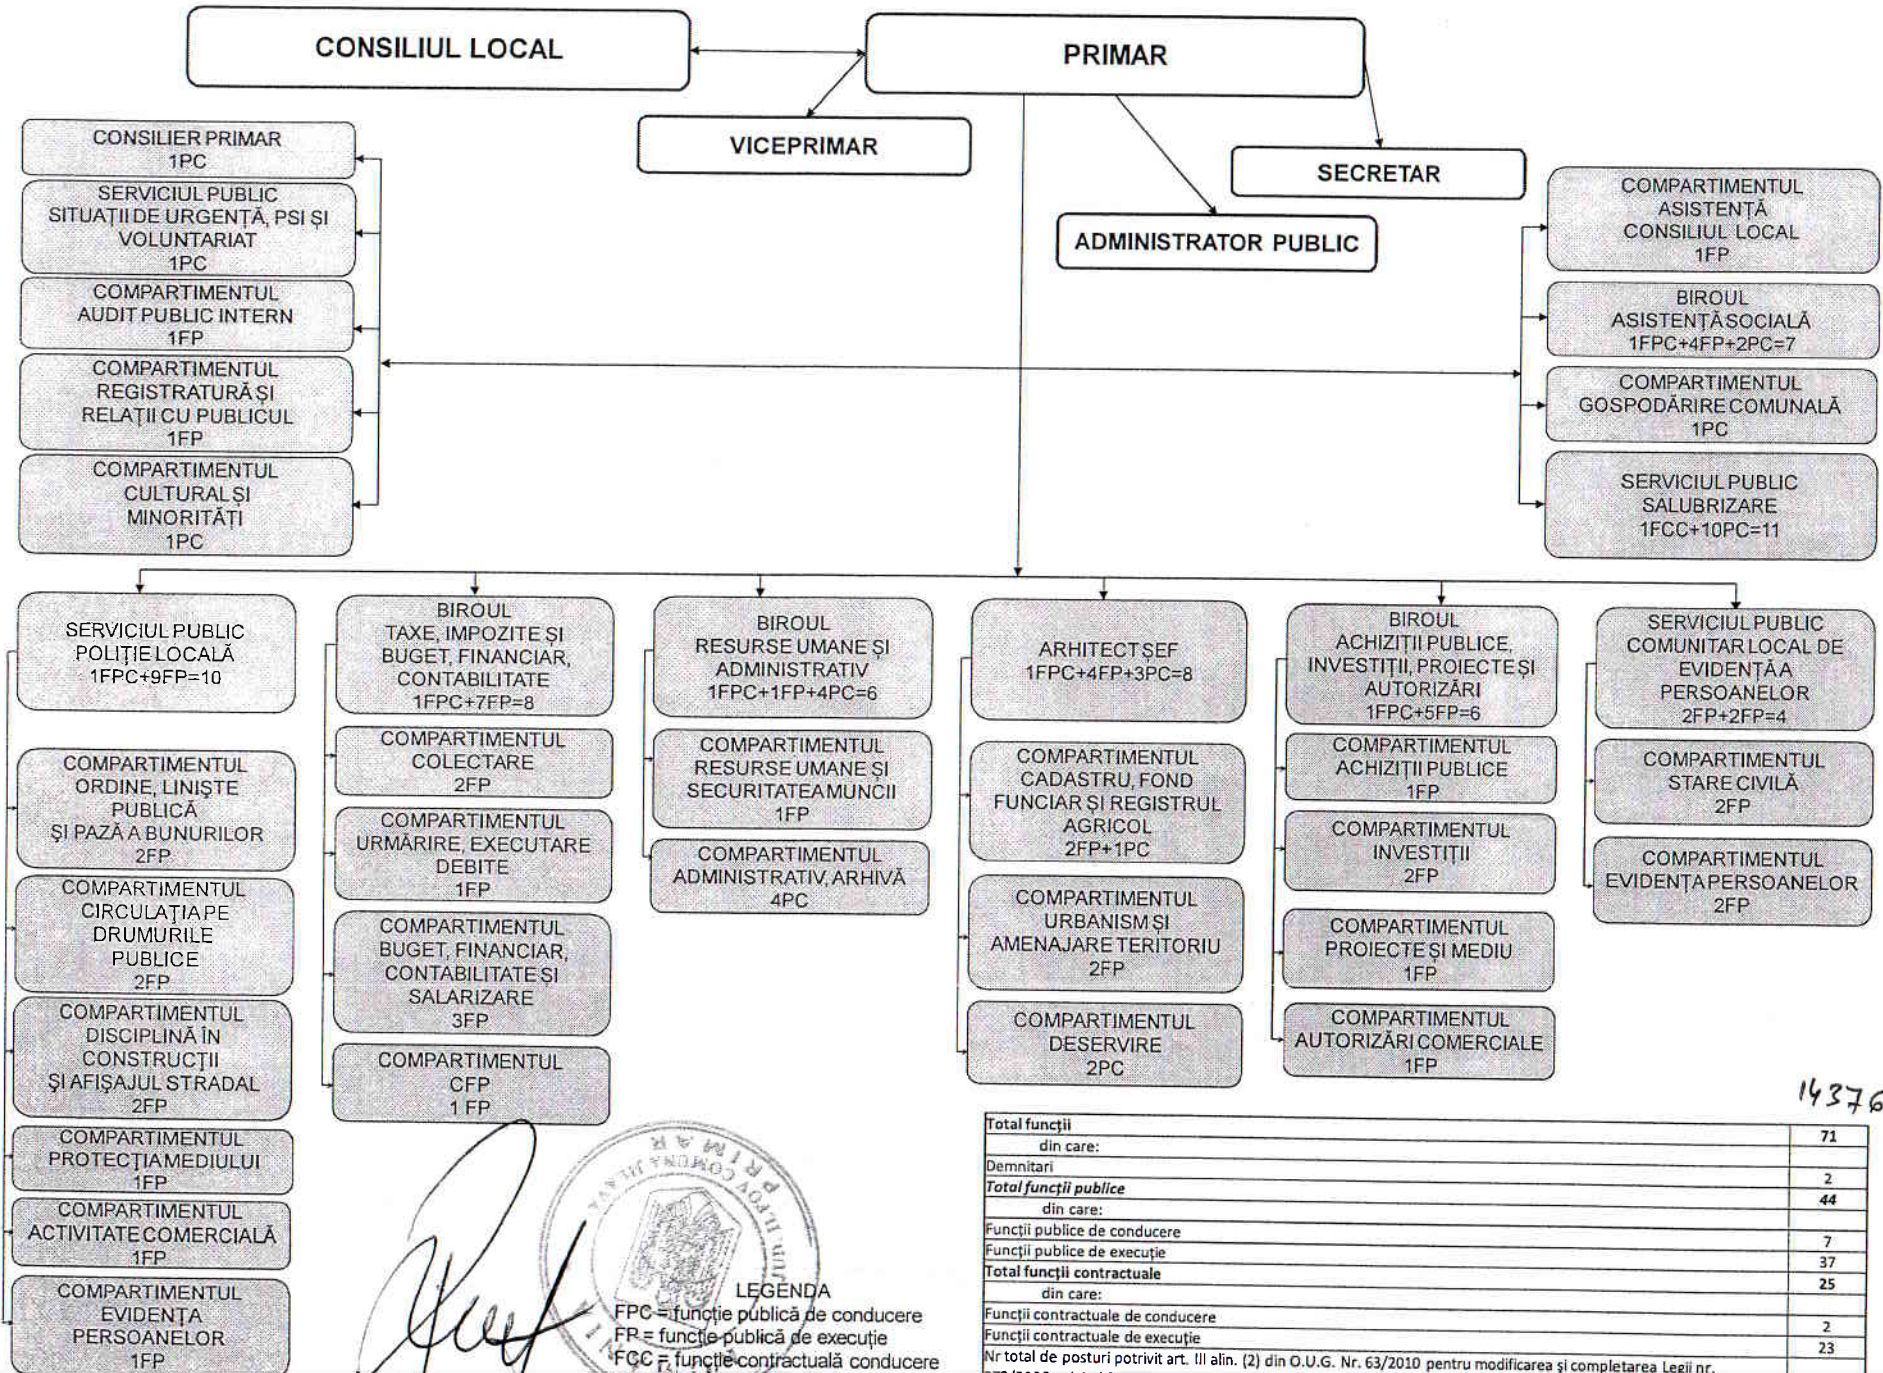 CONSILIUL LOCAL
PRIMAR
VICEPRIMAR
SECRETAR
ADMINISTRATOR PUBLIC
CONSILIER PRIMAR
1PC
SERVICIUL PUBLIC
SITUAȚII DE URGENȚĂ, PSI ȘI
VOLUNTARIAT
1PC
COMPARTIMENTUL
AUDIT PUBLIC INTERN
1FP
COMPARTIMENTUL
REGISTRATURĂ ȘI
RELAȚII CU PUBLICUL
1FP
COMPARTIMENTUL
CULTURAL ȘI
MINORITĂȚI
1PC
COMPARTIMENTUL
ASISTENȚĂ
CONSILIUL LOCAL
1FP
BIROUL
ASISTENȚĂ SOCIALĂ
1FPC+4FP+2PC=7
COMPARTIMENTUL
GOSPODĂRIRE COMUNALĂ
1PC
SERVICIUL PUBLIC
SALUBRIZARE
1FCC+10PC=11
SERVICIUL PUBLIC
POLIȚIE LOCALĂ
1FPC+9FP=10
COMPARTIMENTUL
ORDINE, LINIȘTE
PUBLICĂ
ȘI PAZĂ A BUNURILOR
2FP
COMPARTIMENTUL
CIRCULAȚIA PE
DRUMURILE
PUBLICE
2FP
COMPARTIMENTUL
DISCIPLINĂ ÎN
CONSTRUCȚII
ȘI AFIȘAJUL STRADAL
2FP
COMPARTIMENTUL
PROTECȚIA MEDIULUI
1FP
COMPARTIMENTUL
ACTIVITATE COMERCIALĂ
1FP
COMPARTIMENTUL
EVIDENȚA
PERSOANELOR
1FP
BIROUL
TAXE, IMPOZITE ȘI
BUGET, FINANCIAR,
CONTABILITATE
1FPC+7FP=8
COMPARTIMENTUL
COLECTARE
2FP
COMPARTIMENTUL
URMĂRIRE, EXECUTARE
DEBITE
1FP
COMPARTIMENTUL
BUGET, FINANCIAR,
CONTABILITATE ȘI
SALARIZARE
3FP
COMPARTIMENTUL
CFP
1 FP
BIROUL
RESURSE UMANE ȘI
ADMINISTRATIV
1FPC+1FP+4PC=6
COMPARTIMENTUL
RESURSE UMANE ȘI
SECURITATEA MUNCII
1FP
COMPARTIMENTUL
ADMINISTRATIV, ARHIVĂ
4PC
ARHITECT ȘEF
1FPC+4FP+3PC=8
COMPARTIMENTUL
CADASTRU, FOND
FUNCIAR ȘI REGISTRUL
AGRICOL
2FP+1PC
COMPARTIMENTUL
URBANISM ȘI
AMENAJARE TERITORIU
2FP
COMPARTIMENTUL
DESERVIRE
2PC
BIROUL
ACHIZIȚII PUBLICE,
INVESTIȚII, PROIECTE ȘI
AUTORIZĂRI
1FPC+5FP=6
COMPARTIMENTUL
ACHIZIȚII PUBLICE
1FP
COMPARTIMENTUL
INVESTIȚII
2FP
COMPARTIMENTUL
PROIECTE ȘI MEDIU
1FP
COMPARTIMENTUL
AUTORIZĂRI COMERCIALE
1FP
SERVICIUL PUBLIC
COMUNITAR LOCAL DE
EVIDENȚĂ A
PERSOANELOR
2FP+2FP=4
COMPARTIMENTUL
STARE CIVILĂ
2FP
COMPARTIMENTUL
EVIDENȚA PERSOANELOR
2FP
PRIMAR
JUD. ILFOV COMUNA JILAVA
LEGENDA
FPC = funcție publică de conducere
FP = funcție publică de execuție
FCC = funcție contractuală conducere
14376
Total funcții 71
din care:
Demnitari 2
Total funcții publice 44
din care:
Funcții publice de conducere 7
Funcții publice de execuție 37
Total funcții contractuale 25
din care:
Funcții contractuale de conducere 2
Funcții contractuale de execuție 23
Nr total de posturi potrivit art. III alin. (2) din O.U.G. Nr. 63/2010 pentru modificarea și completarea Legii nr.